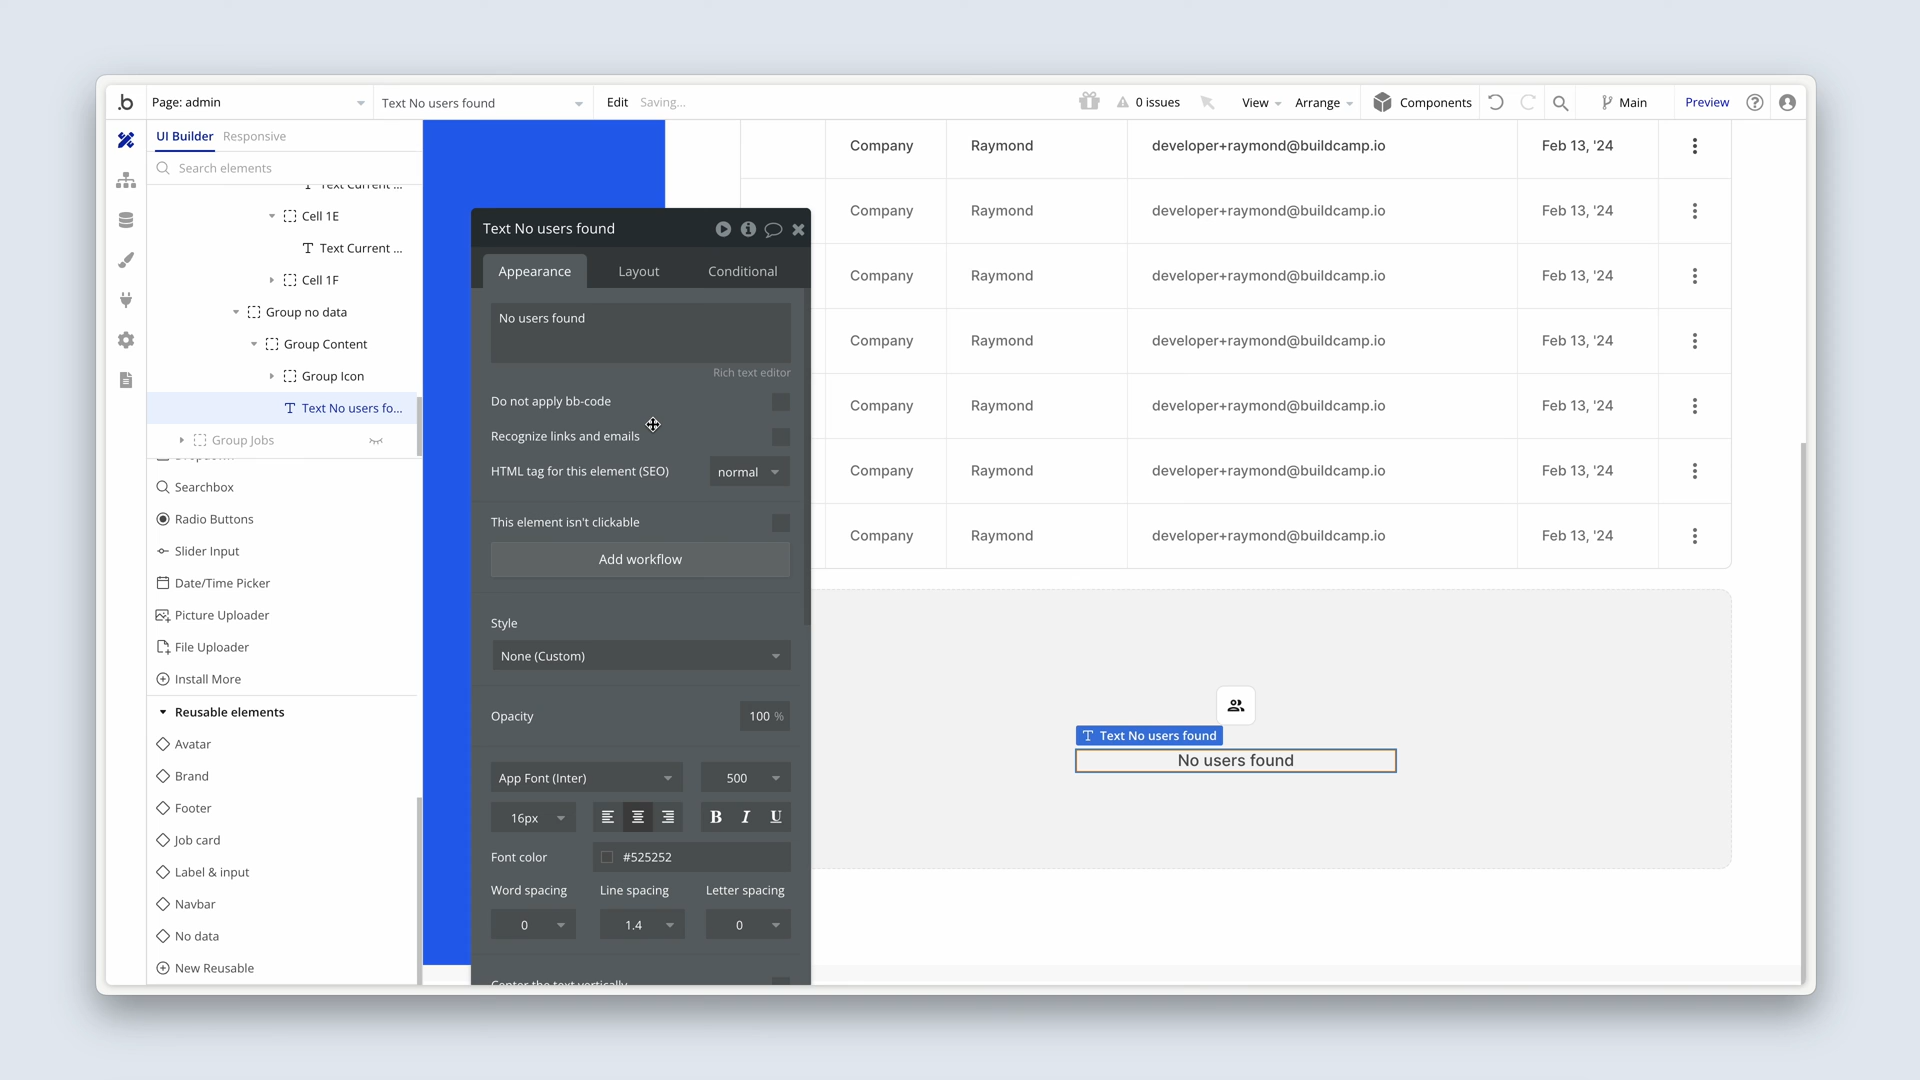 .b Page: admin Text No users found Edit Saving... 0 issues View Arrange Components Main Preview
UI Builder Responsive
Search elements
Text Current ...
Cell 1E
Text Current ...
Cell 1F
Group no data
Group Content
Group Icon
Text No users fo...
Group Jobs
Dropdown
Searchbox
Radio Buttons
Slider Input
Date/Time Picker
Picture Uploader
File Uploader
Install More
Reusable elements
Avatar
Brand
Footer
Job card
Label & input
Navbar
No data
New Reusable
Text No users found
Appearance Layout Conditional
No users found
Rich text editor
Do not apply bb-code
Recognize links and emails
HTML tag for this element (SEO) normal
This element isn't clickable
Add workflow
Style
None (Custom)
Opacity 100 %
App Font (Inter) 500
16px B I U
Font color #525252
Word spacing Line spacing Letter spacing
0 1.4 0
Center the text vertically
Company Raymond developer+raymond@buildcamp.io Feb 13, '24
Company Raymond developer+raymond@buildcamp.io Feb 13, '24
Company Raymond developer+raymond@buildcamp.io Feb 13, '24
Company Raymond developer+raymond@buildcamp.io Feb 13, '24
Company Raymond developer+raymond@buildcamp.io Feb 13, '24
Company Raymond developer+raymond@buildcamp.io Feb 13, '24
Company Raymond developer+raymond@buildcamp.io Feb 13, '24
Text No users found
No users found